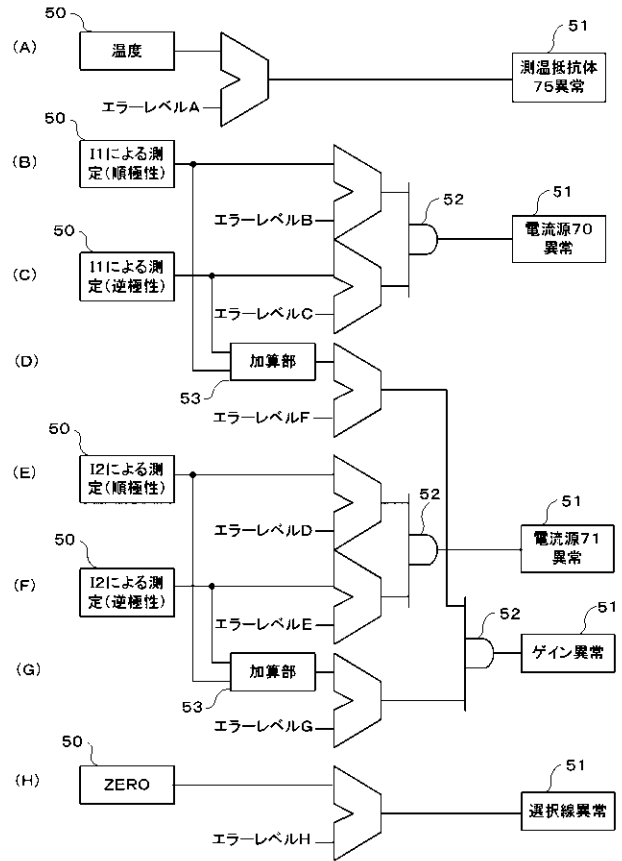 50
(A)
温度
エラーレベルA
51
測温抵抗体
75異常
50
(B)
I1による測
定(順極性)
エラーレベルB
52
51
電流源70
異常
50
(C)
I1による測
定(逆極性)
エラーレベルC
(D)
加算部
53
エラーレベルF
50
(E)
I2による測
定(順極性)
エラーレベルD
52
51
電流源71
異常
50
(F)
I2による測
定(逆極性)
エラーレベルE
52
51
ゲイン異常
(G)
加算部
53
エラーレベルG
50
(H)
ZERO
エラーレベルH
51
選択線異常